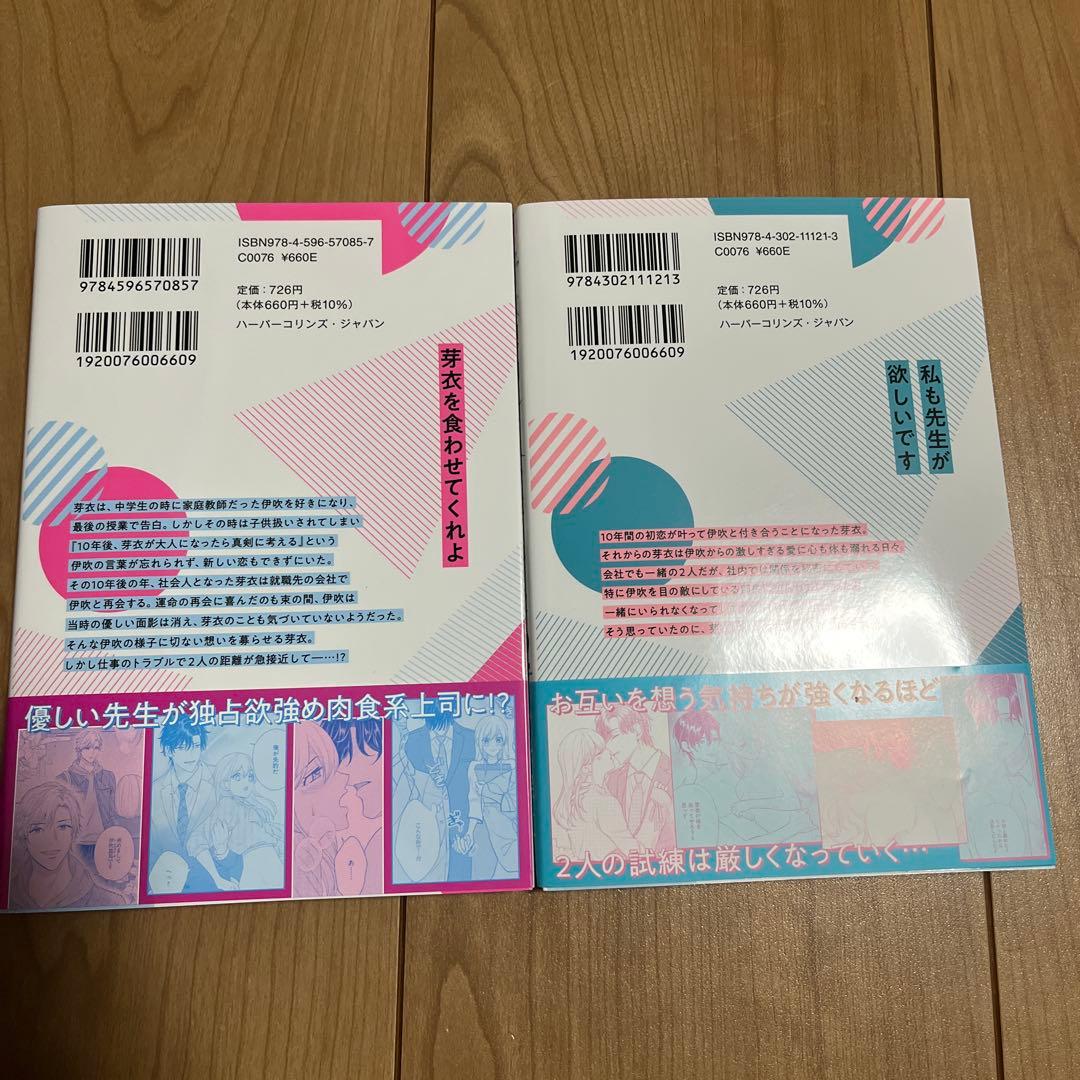 ISBN978-4-596-57085-7
C0076 ¥660E
9784596570857
定価：726円
（本体660円＋税10%）
ハーパーコリンズ・ジャパン
1920076006609
芽衣を食わせてくれよ
芽衣は、中学生の時に家庭教師だった伊吹を好きになり、
最後の授業で告白。しかしその時は子供扱いされてしまい
『10年後、芽衣が大人になったら真剣に考える』という
伊吹の言葉が忘れられず、新しい恋もできずにいた。
その10年後の年、社会人となった芽衣は就職先の会社で
伊吹と再会する。運命の再会に喜んだのも束の間、伊吹は
当時の優しい面影は消え、芽衣のことも気づいていないようだった。
そんな伊吹の様子に切ない想いを募らせる芽衣。
しかし仕事のトラブルで2人の距離が急接近して―…!?
優しい先生が独占欲強め肉食系上司に!?
俺が先約だ
へっ!
あ…
ISBN978-4-302-11121-3
C0076 ¥660E
9784302111213
定価：726円
（本体660円＋税10%）
ハーパーコリンズ・ジャパン
1920076006609
私も先生が
欲しいです
10年間の初恋が叶って伊吹と付き合うことになった芽衣。
それからの芽衣は伊吹からの激しすぎる愛に心も体も溺れる日々。
会社でも一緒の2人だが、社内では関係を秘密にしてい
特に伊吹を目の敵にしている
一緒にいられなくなって
そう思っていたのに、
お互いを想う気持ちが強くなるほど
2人の試練は厳しくなっていく…